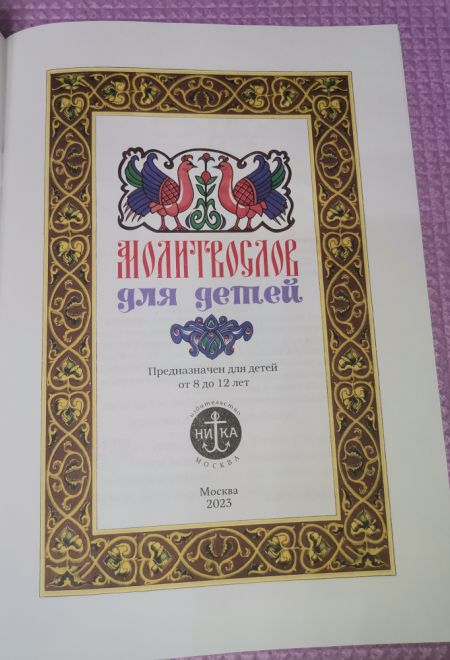 МОЛИТВОСЛОВ
для детей
Предназначен для детей
от 8 до 12 лет
издательство
НИКА
МОСКВА
Москва
2023